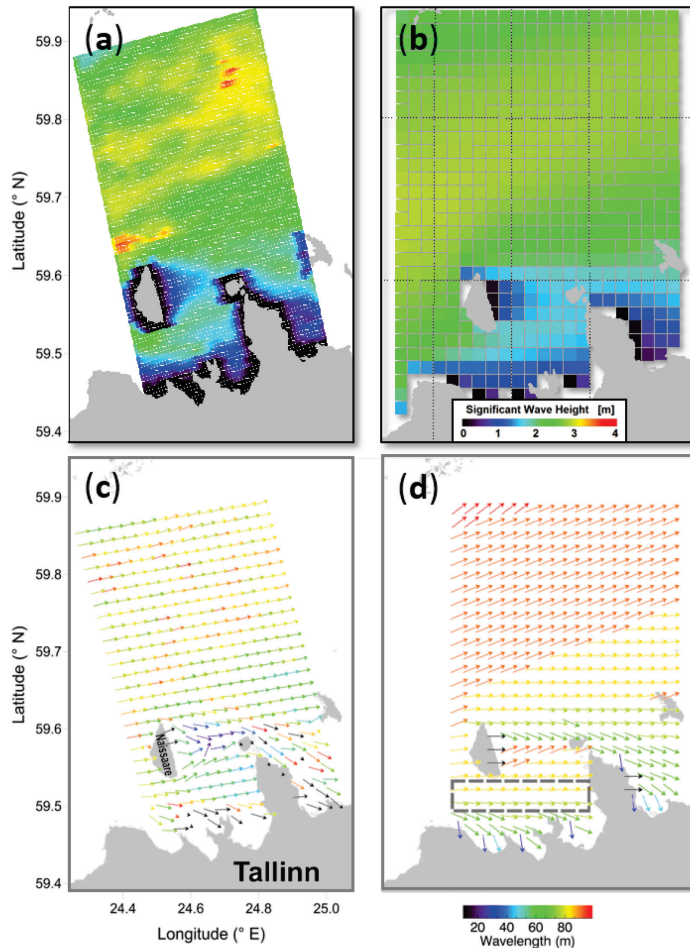 (a)
(b)
Latitude (° N)
59.9
59.8
59.7
59.6
59.5
59.4
Significant Wave Height [m]
0 1 2 3 4
(c)
(d)
Latitude (° N)
59.9
59.8
59.7
59.6
59.5
59.4
Naissaare
Tallinn
24.4 24.6 24.8 25.0
Longitude (° E)
20 40 60 80
Wavelength (m)